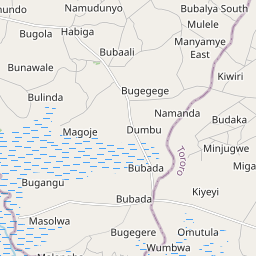 Namudunyo
Bubalya South
Habiga
Mulele
Bugola
Manyamye
East
Bubaali
Bunawale
Kiwiri
Bugegege
Bulinda
Namanda
Budaka
Magoje
Dumbu
Minjugwe
Tororo
Miga
Bubada
Bugangu
Kiyeyi
Bubada
Masolwa
Bugegere
Omutula
Wumbwa